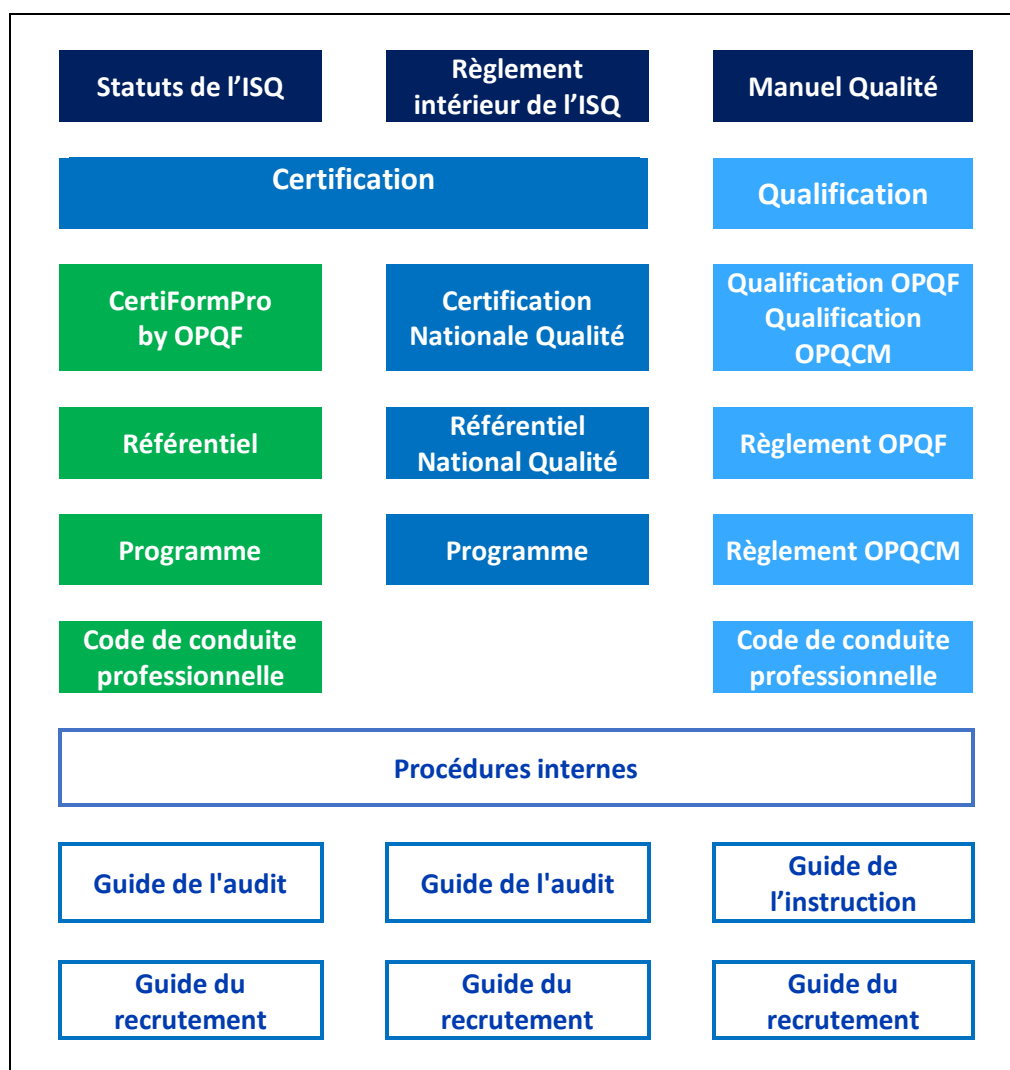 Statuts de l’ISQ
Règlement
intérieur de l’ISQ
Manuel Qualité
Certification
Qualification
CertiFormPro
by OPQF
Certification
Nationale Qualité
Qualification OPQF
Qualification
OPQCM
Référentiel
Référentiel
National Qualité
Règlement OPQF
Programme
Programme
Règlement OPQCM
Code de conduite
professionnelle
Code de conduite
professionnelle
Procédures internes
Guide de l'audit
Guide de l'audit
Guide de
l’instruction
Guide du
recrutement
Guide du
recrutement
Guide du
recrutement